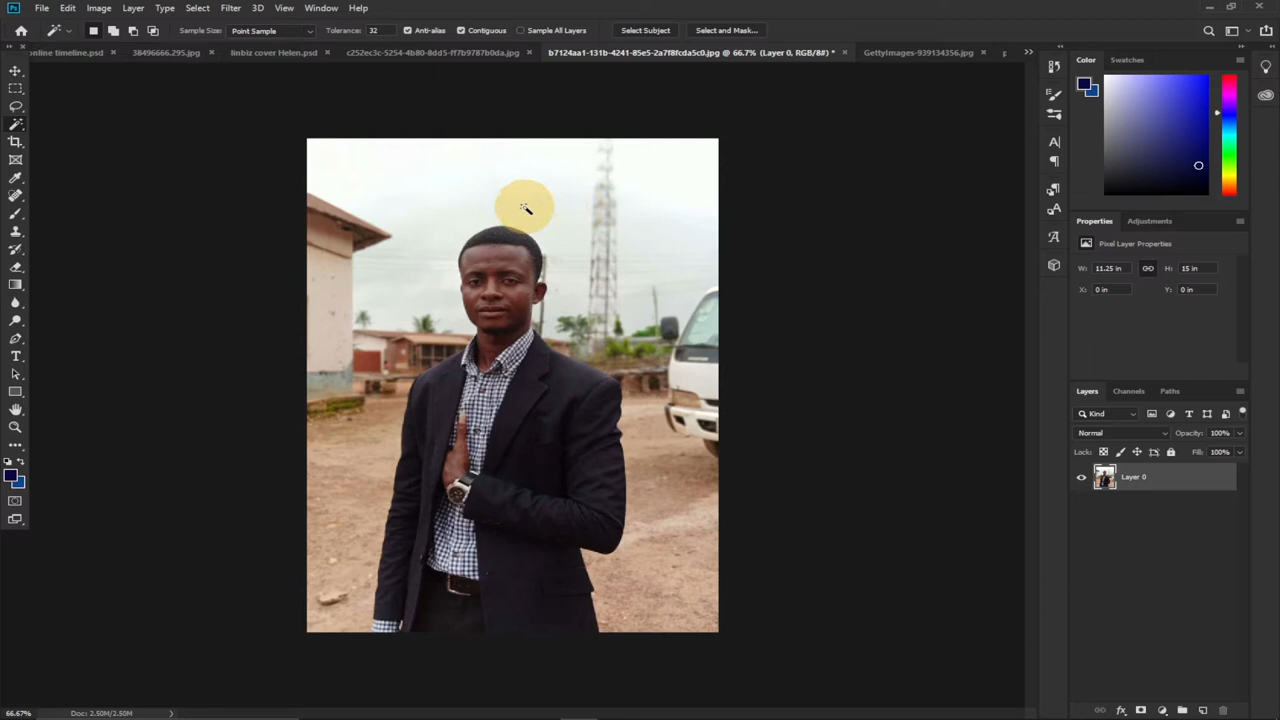 Ps File Edit Image Layer Type Select Filter 3D View Window Help
Sample Size: Point Sample Tolerance: 32 Anti-alias Contiguous Sample All Layers Select Subject Select and Mask...
online timeline.psd × 38496666.295.jpg × linbiz cover Helen.psd × c252ec3c-5254-4b80-8dd5-ff7b9787b0da.jpg × b7124aa1-131b-4241-85e5-2a7f8fcda5c0.jpg @ 66.7% (Layer 0, RGB/8#) * × GettyImages-939134356.jpg ×
Color Swatches
Properties Adjustments
Pixel Layer Properties
W: 11.25 in H: 15 in
X: 0 in Y: 0 in
Layers Channels Paths
Kind
Normal Opacity: 100%
Lock: Fill: 100%
Layer 0
66.67% Doc: 2.50M/2.50M